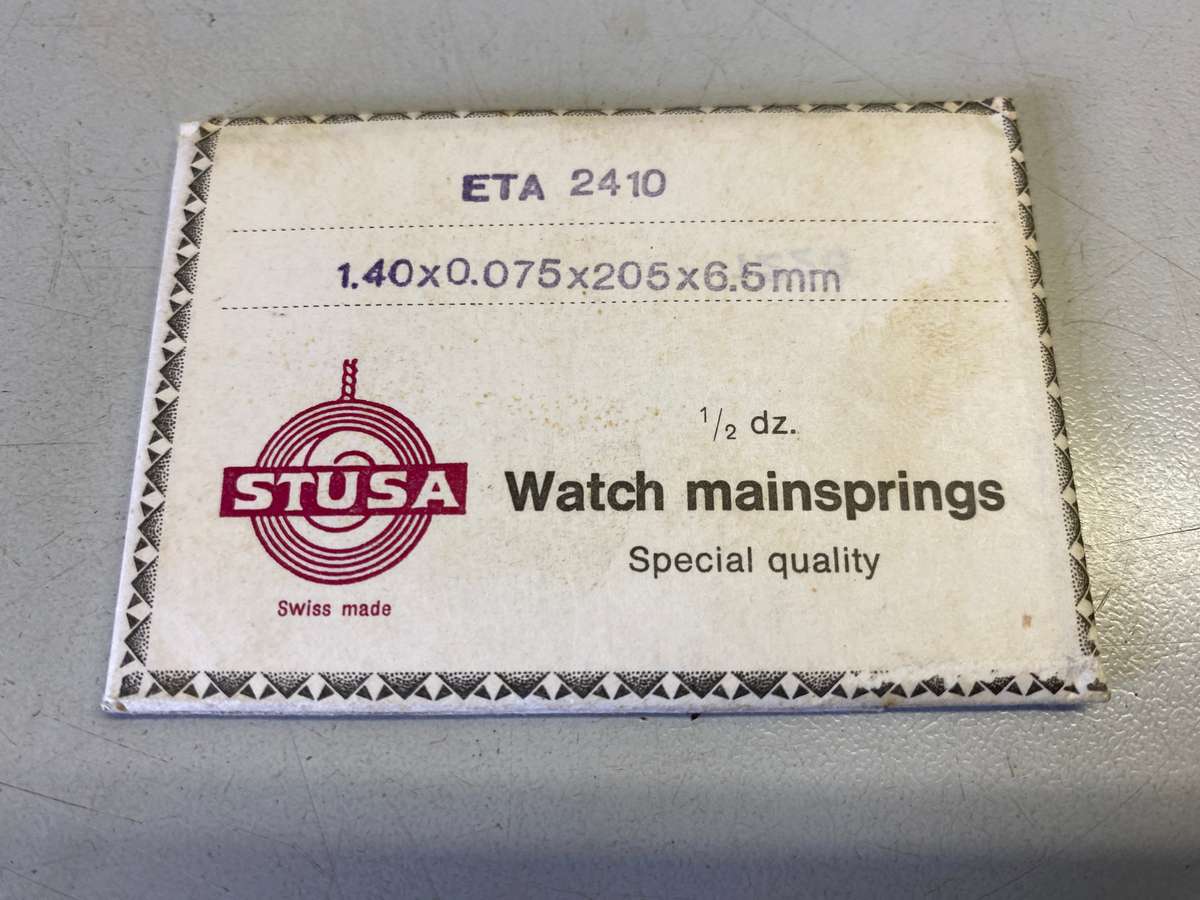 ETA 2410
1.40x0.075x205x6.5mm
1/2 dz.
STUSA
Watch mainsprings
Special quality
Swiss made